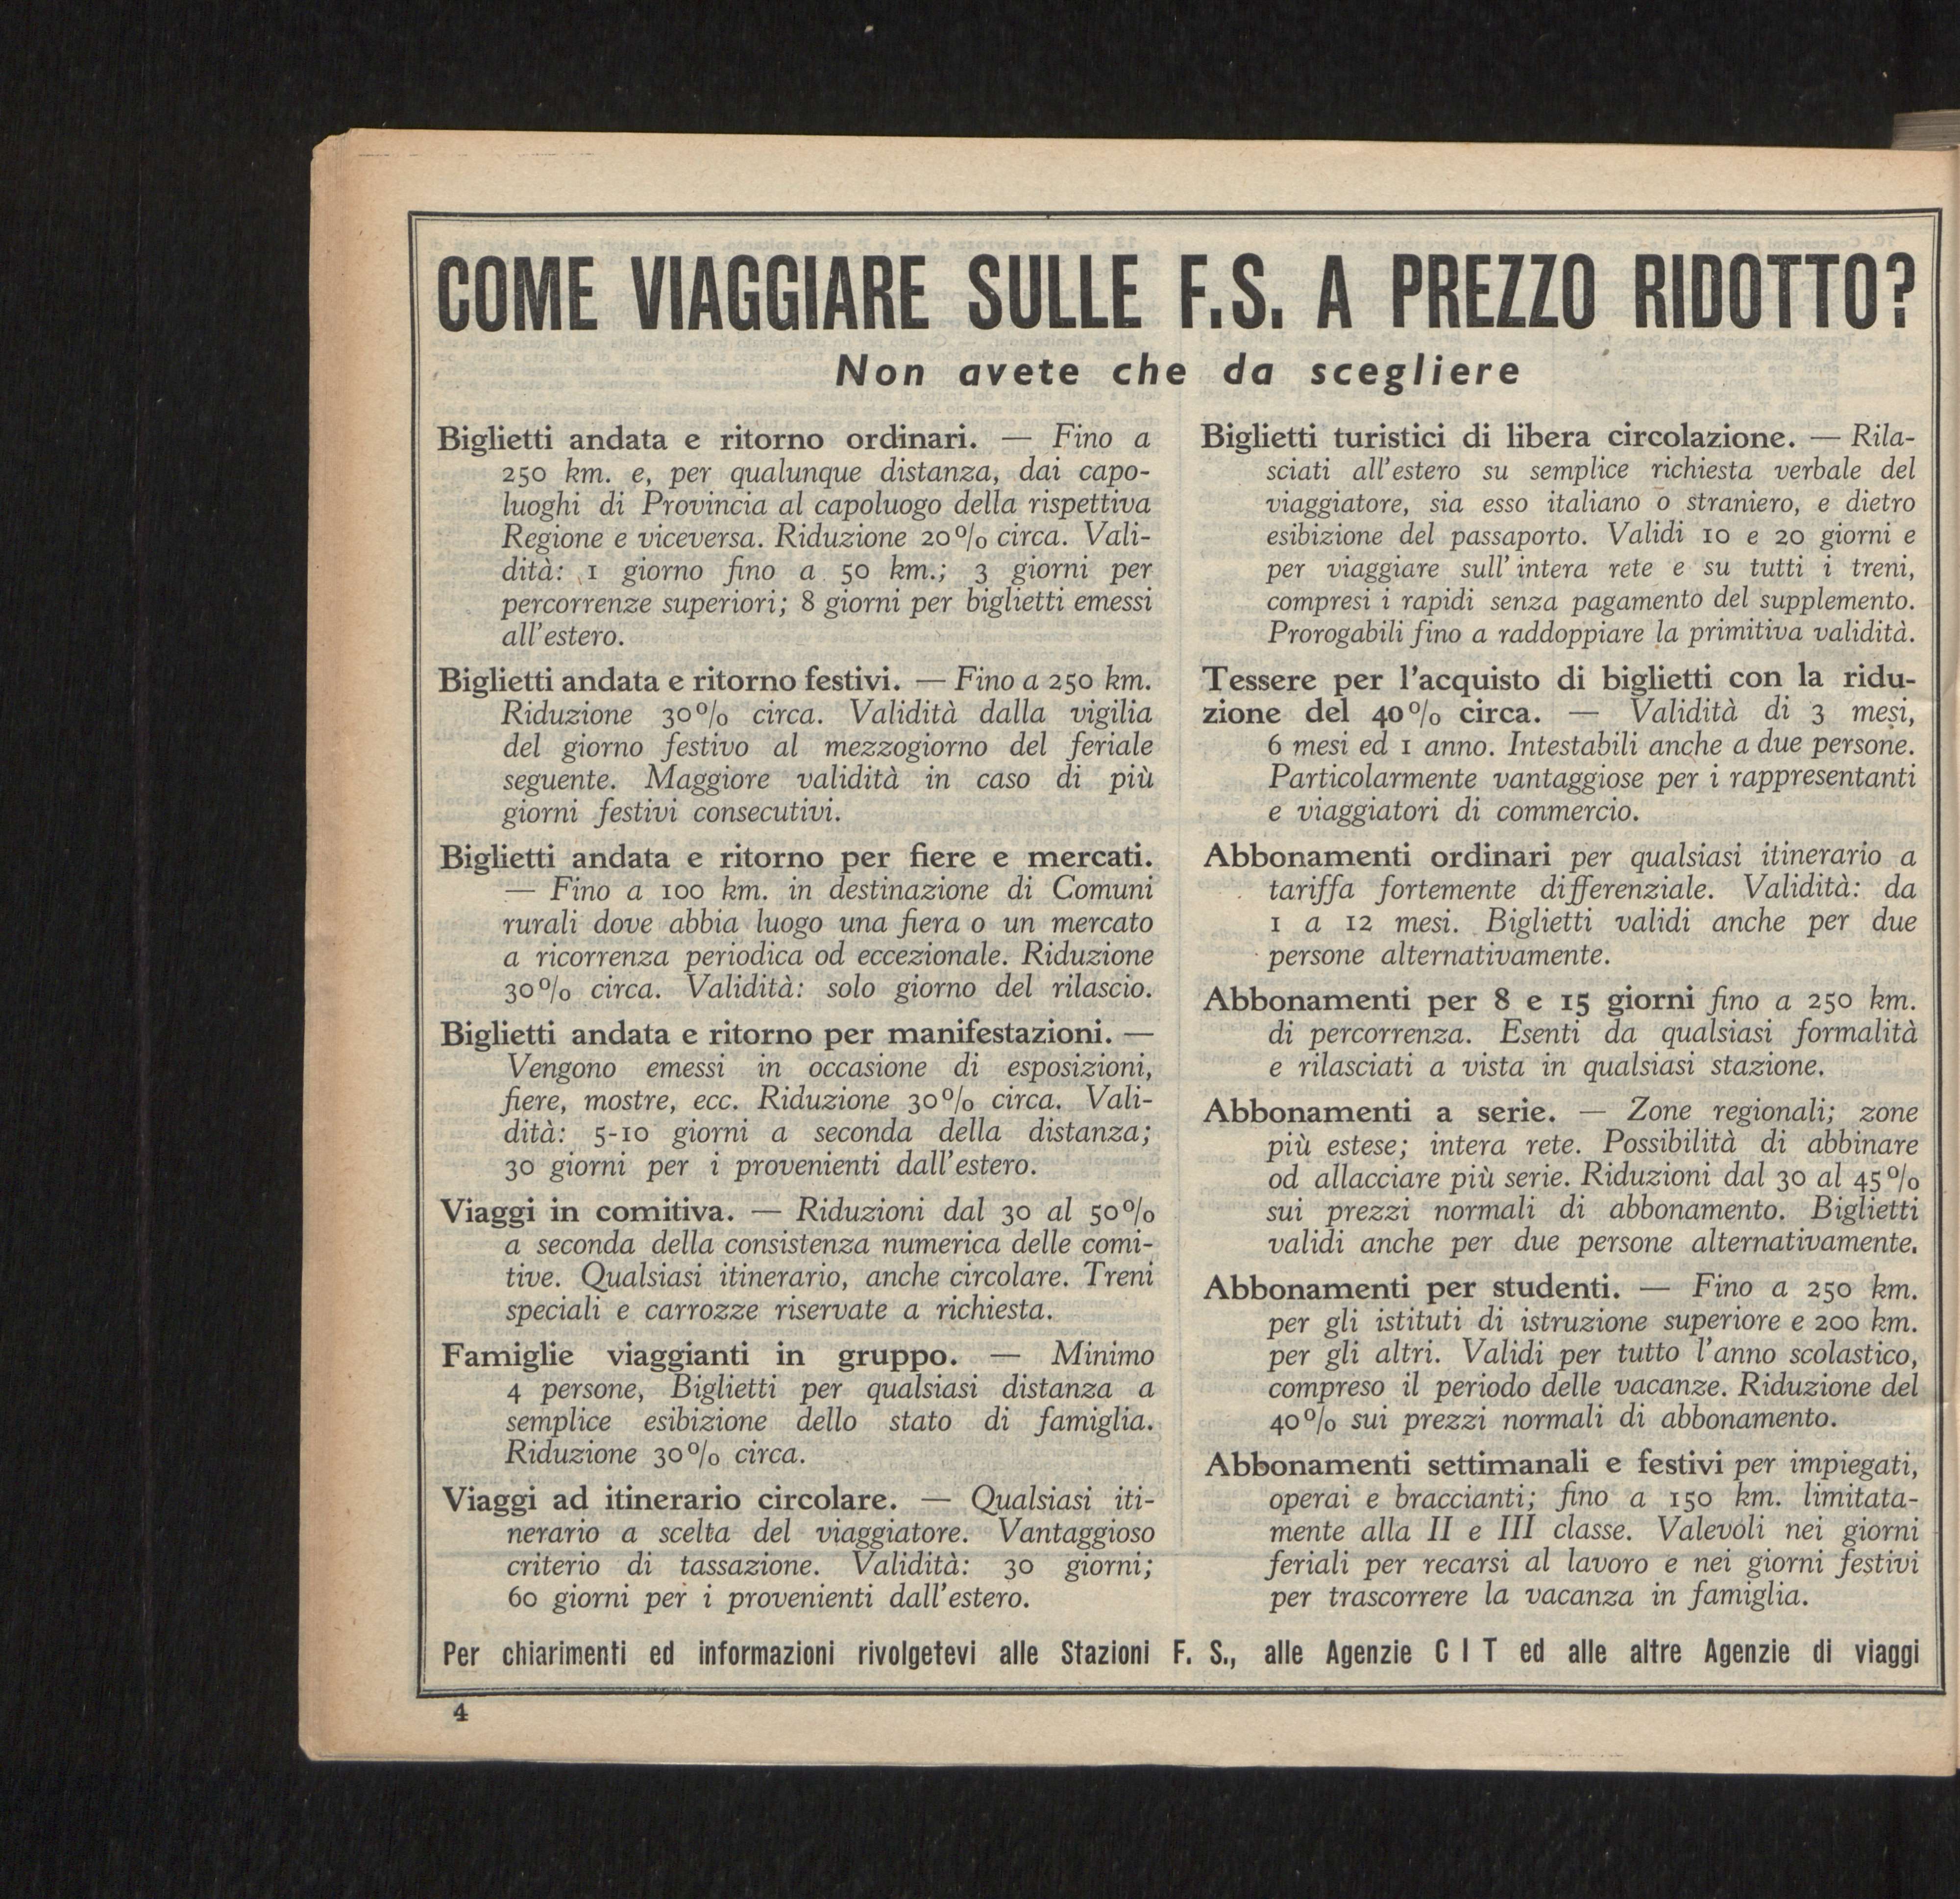 COME VIAGGIARE SULLE F.S. A PREZZO RIDOTTO?
Non avete che da scegliere
Biglietti andata e ritorno ordinari. — Fino a
250 km. e, per qualunque distanza, dai capo-
luoghi di Provincia al capoluogo della rispettiva
Regione e viceversa. Riduzione 20% circa. Vali-
dità: 1 giorno fino a 50 km.; 3 giorni per
percorrenze superiori; 8 giorni per biglietti emessi
all'estero.
Biglietti andata e ritorno festivi. — Fino a 250 km.
Riduzione 30% circa. Validità dalla vigilia
del giorno festivo al mezzogiorno del feriale
seguente. Maggiore validità in caso di più
giorni festivi consecutivi.
Biglietti andata e ritorno per fiere e mercati.
— Fino a 100 km. in destinazione di Comuni
rurali dove abbia luogo una fiera o un mercato
a ricorrenza periodica od eccezionale. Riduzione
30% circa. Validità: solo giorno del rilascio.
Biglietti andata e ritorno per manifestazioni. —
Vengono emessi in occasione di esposizioni,
fiere, mostre, ecc. Riduzione 30% circa. Vali-
dità: 5-10 giorni a seconda della distanza;
30 giorni per i provenienti dall'estero.
Viaggi in comitiva. — Riduzioni dal 30 al 50%
a seconda della consistenza numerica delle comi-
tive. Qualsiasi itinerario, anche circolare. Treni
speciali e carrozze riservate a richiesta.
Famiglie viaggianti in gruppo. — Minimo
4 persone, Biglietti per qualsiasi distanza a
semplice esibizione dello stato di famiglia.
Riduzione 30% circa.
Viaggi ad itinerario circolare. — Qualsiasi iti-
nerario a scelta del viaggiatore. Vantaggioso
criterio di tassazione. Validità: 30 giorni;
60 giorni per i provenienti dall'estero.
Biglietti turistici di libera circolazione. — Rila-
sciati all'estero su semplice richiesta verbale del
viaggiatore, sia esso italiano o straniero, e dietro
esibizione del passaporto. Validi 10 e 20 giorni e
per viaggiare sull'intera rete e su tutti i treni,
compresi i rapidi senza pagamento del supplemento.
Prorogabili fino a raddoppiare la primitiva validità.
Tessere per l'acquisto di biglietti con la ridu-
zione del 40% circa. — Validità di 3 mesi,
6 mesi ed 1 anno. Intestabili anche a due persone.
Particolarmente vantaggiose per i rappresentanti
e viaggiatori di commercio.
Abbonamenti ordinari per qualsiasi itinerario a
tariffa fortemente differenziale. Validità: da
1 a 12 mesi. Biglietti validi anche per due
persone alternativamente.
Abbonamenti per 8 e 15 giorni fino a 250 km.
di percorrenza. Esenti da qualsiasi formalità
e rilasciati a vista in qualsiasi stazione.
Abbonamenti a serie. — Zone regionali; zone
più estese; intera rete. Possibilità di abbinare
od allacciare più serie. Riduzioni dal 30 al 45%
sui prezzi normali di abbonamento. Biglietti
validi anche per due persone alternativamente.
Abbonamenti per studenti. — Fino a 250 km.
per gli istituti di istruzione superiore e 200 km.
per gli altri. Validi per tutto l'anno scolastico,
compreso il periodo delle vacanze. Riduzione del
40% sui prezzi normali di abbonamento.
Abbonamenti settimanali e festivi per impiegati,
operai e braccianti; fino a 150 km. limitata-
mente alla II e III classe. Valevoli nei giorni
feriali per recarsi al lavoro e nei giorni festivi
per trascorrere la vacanza in famiglia.
Per chiarimenti ed informazioni rivolgetevi alle Stazioni F. S., alle Agenzie C I T ed alle altre Agenzie di viaggi
4